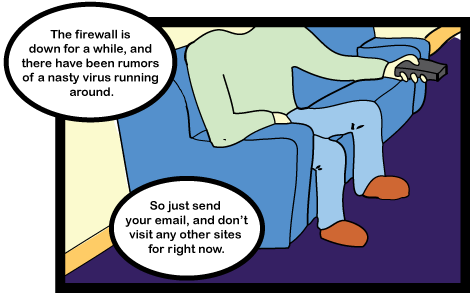 The firewall is
down for a while, and
there have been rumors
of a nasty virus running
around.
So just send
your email, and don't
visit any other sites
for right now.